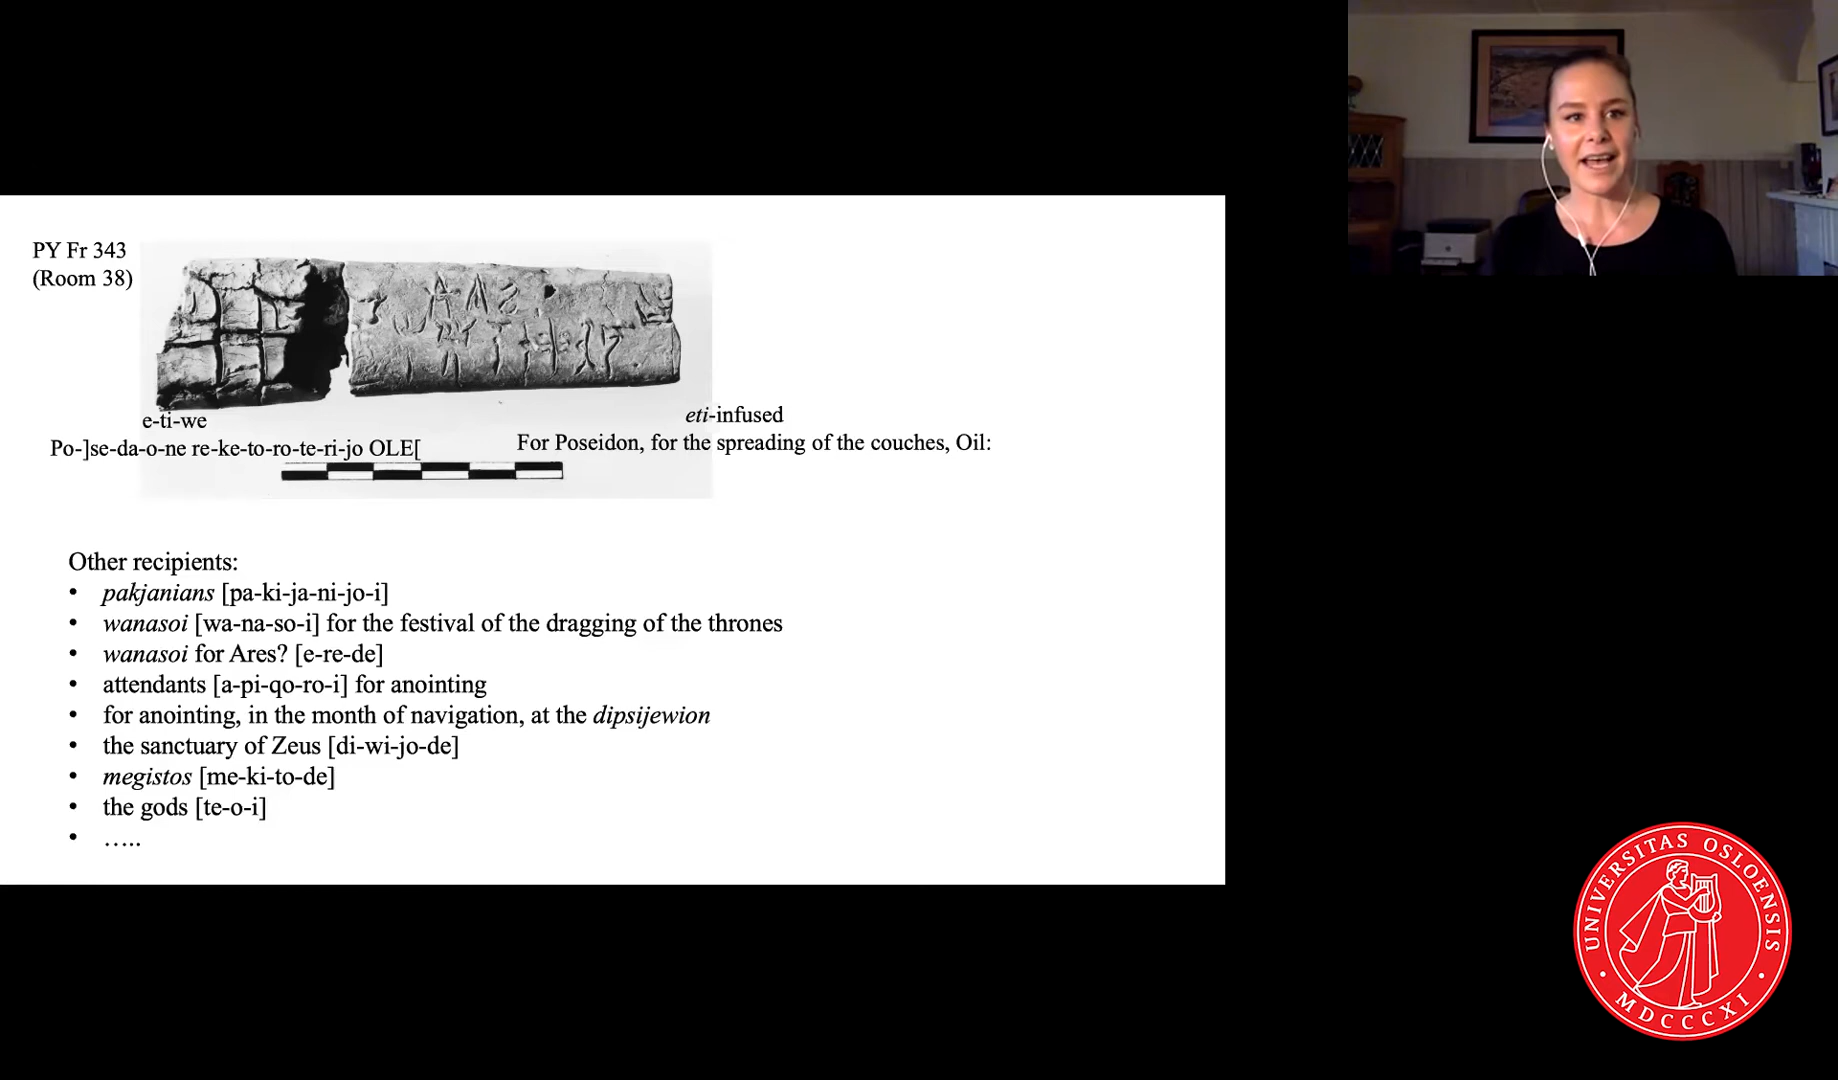 PY Fr 343
(Room 38)
e-ti-we
Po-]se-da-o-ne re-ke-to-ro-te-ri-jo OLE[
eti-infused
For Poseidon, for the spreading of the couches, Oil:
Other recipients:
• pakjanians [pa-ki-ja-ni-jo-i]
• wanasoi [wa-na-so-i] for the festival of the dragging of the thrones
• wanasoi for Ares? [e-re-de]
• attendants [a-pi-qo-ro-i] for anointing
• for anointing, in the month of navigation, at the dipsijewion
• the sanctuary of Zeus [di-wi-jo-de]
• megistos [me-ki-to-de]
• the gods [te-o-i]
• …..
UNIVERSITAS OSLOENSIS
MDCCCXI